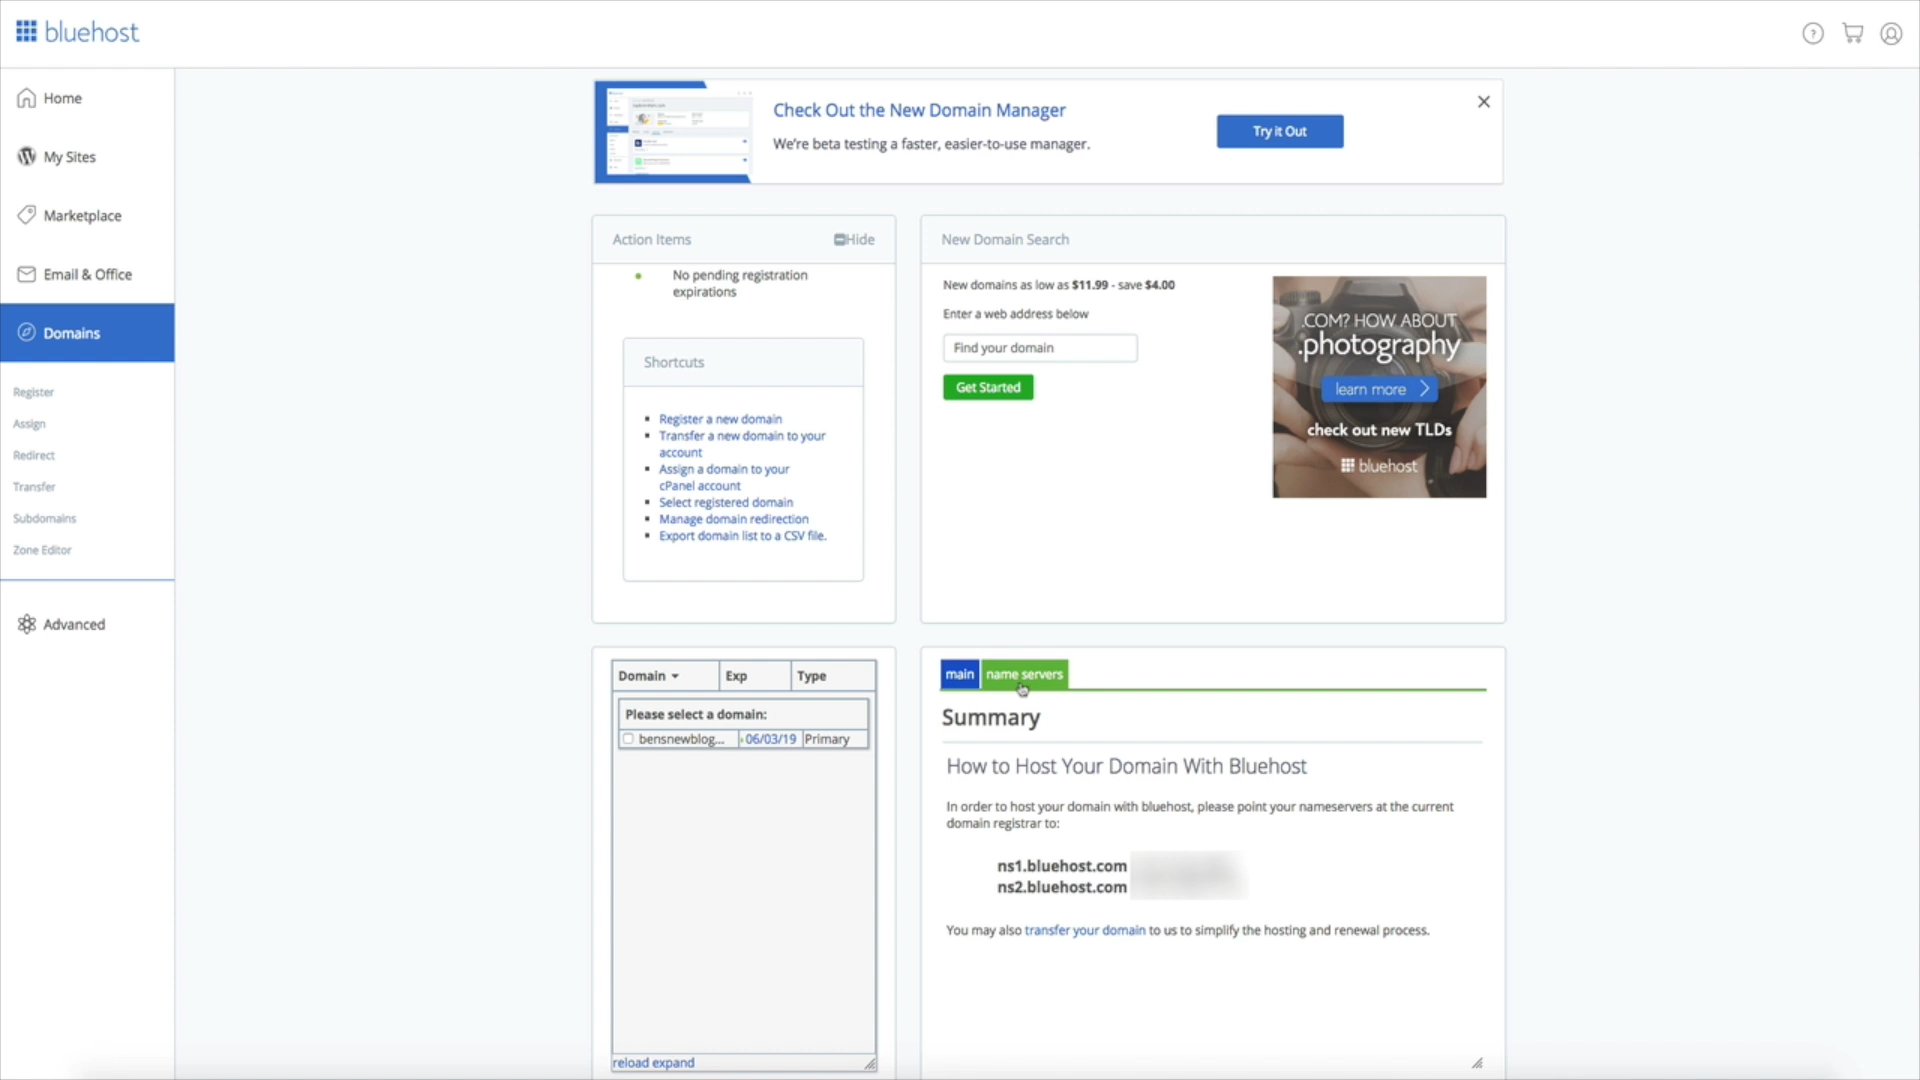 bluehost
Home
My Sites
Marketplace
Email & Office
Domains
Register
Assign
Redirect
Transfer
Subdomains
Zone Editor
Advanced
Check Out the New Domain Manager
We're beta testing a faster, easier-to-use manager.
Try it Out
Action Items
Hide
No pending registration
expirations
Shortcuts
Register a new domain
Transfer a new domain to your
account
Assign a domain to your
cPanel account
Select registered domain
Manage domain redirection
Export domain list to a CSV file.
New Domain Search
New domains as low as $11.99 - save $4.00
Enter a web address below
Find your domain
Get Started
.COM? HOW ABOUT
.photography
learn more
check out new TLDs
bluehost
Domain Exp Type
Please select a domain:
bensnewblog... 06/03/19 Primary
reload expand
main name servers
Summary
How to Host Your Domain With Bluehost
In order to host your domain with bluehost, please point your nameservers at the current
domain registrar to:
ns1.bluehost.com
ns2.bluehost.com
You may also transfer your domain to us to simplify the hosting and renewal process.